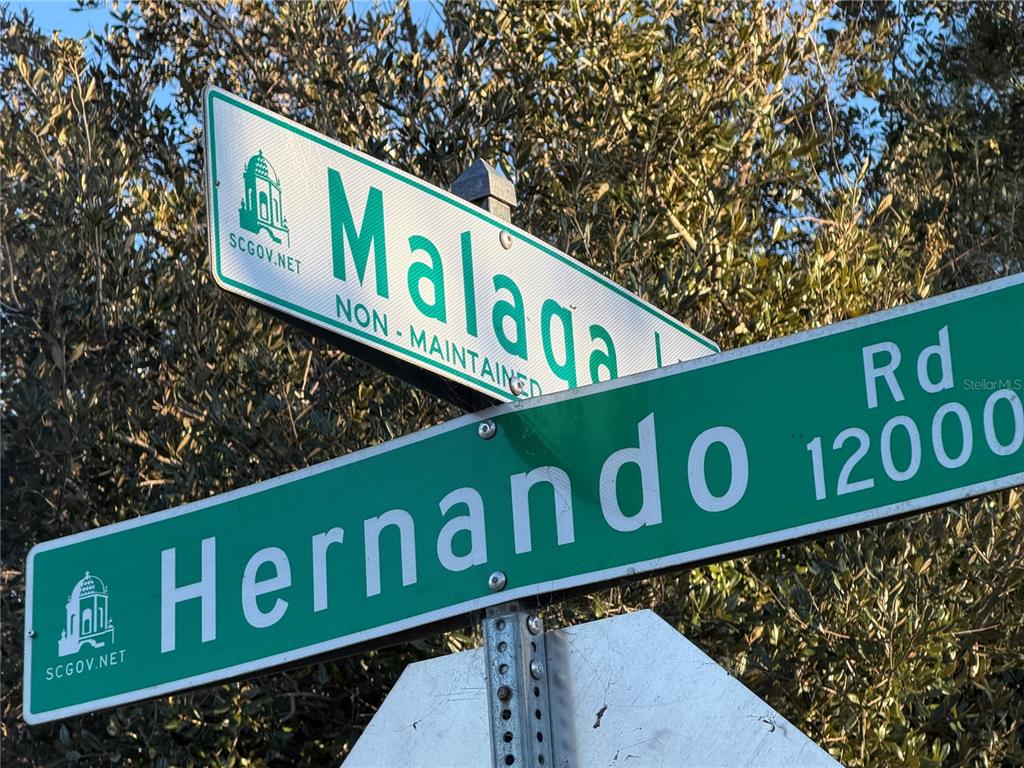 Malaga
NON - MAINTAINED
SCGOV.NET
Hernando Rd
12000
SCGOV.NET
StellarMLS